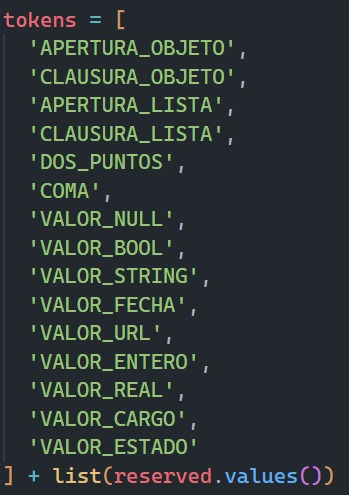 tokens = [
'APERTURA_OBJETO',
'CLAUSURA_OBJETO',
'APERTURA_LISTA',
'CLAUSURA_LISTA',
'DOS_PUNTOS',
'COMA',
'VALOR_NULL',
'VALOR_BOOL',
'VALOR_STRING',
'VALOR_FECHA',
'VALOR_URL',
'VALOR_ENTERO',
'VALOR_REAL',
'VALOR_CARGO',
'VALOR_ESTADO'
] + list(reserved.values())